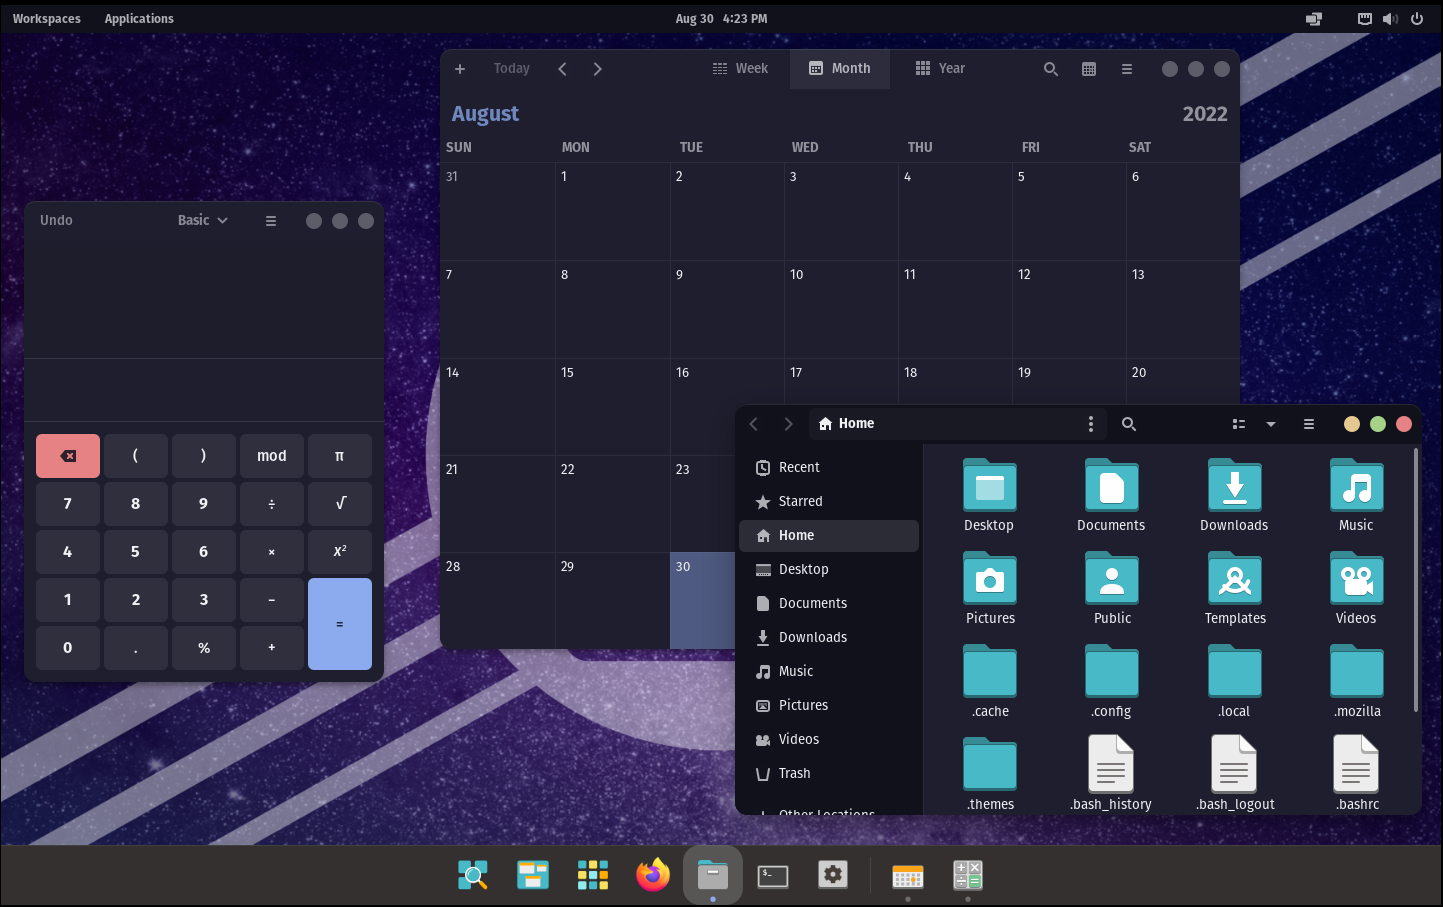 Workspaces Applications Aug 30 4:23 PM
Today Week Month Year
August 2022
SUN MON TUE WED THU FRI SAT
31 1 2 3 4 5 6
7 8 9 10 11 12 13
14 15 16 17 18 19 20
21 22 23
28 29 30
Undo Basic
( ) mod π
7 8 9 ÷ √
4 5 6 × x²
1 2 3 − =
0 . % +
Home
Recent
Starred
Home
Desktop
Documents
Downloads
Music
Pictures
Videos
Trash
Other Locations
Desktop Documents Downloads Music
Pictures Public Templates Videos
.cache .config .local .mozilla
.themes .bash_history .bash_logout .bashrc
$_